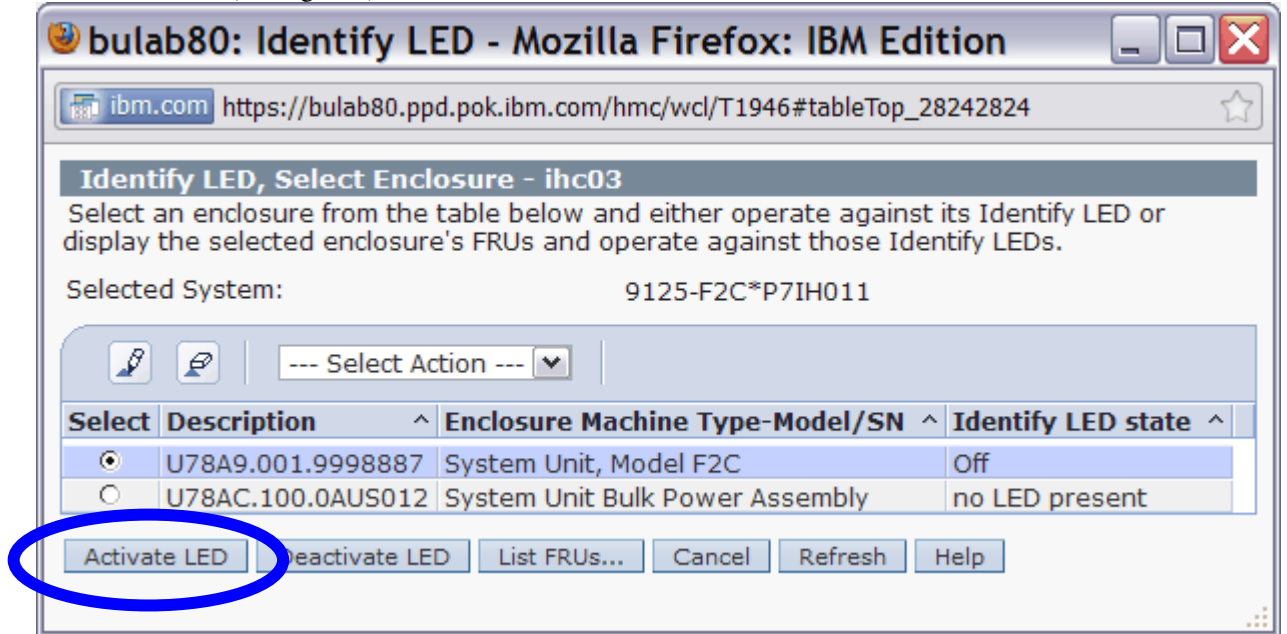 bulab80: Identify LED - Mozilla Firefox: IBM Edition
ibm.com https://bulab80.ppd.pok.ibm.com/hmc/wcl/T1946#tableTop_28242824
Identify LED, Select Enclosure - ihc03
Select an enclosure from the table below and either operate against its Identify LED or
display the selected enclosure's FRUs and operate against those Identify LEDs.
Selected System: 9125-F2C*P7IH011
--- Select Action ---
Select Description ^ Enclosure Machine Type-Model/SN ^ Identify LED state ^
U78A9.001.9998887 System Unit, Model F2C Off
U78AC.100.0AUS012 System Unit Bulk Power Assembly no LED present
Activate LED Deactivate LED List FRUs... Cancel Refresh Help